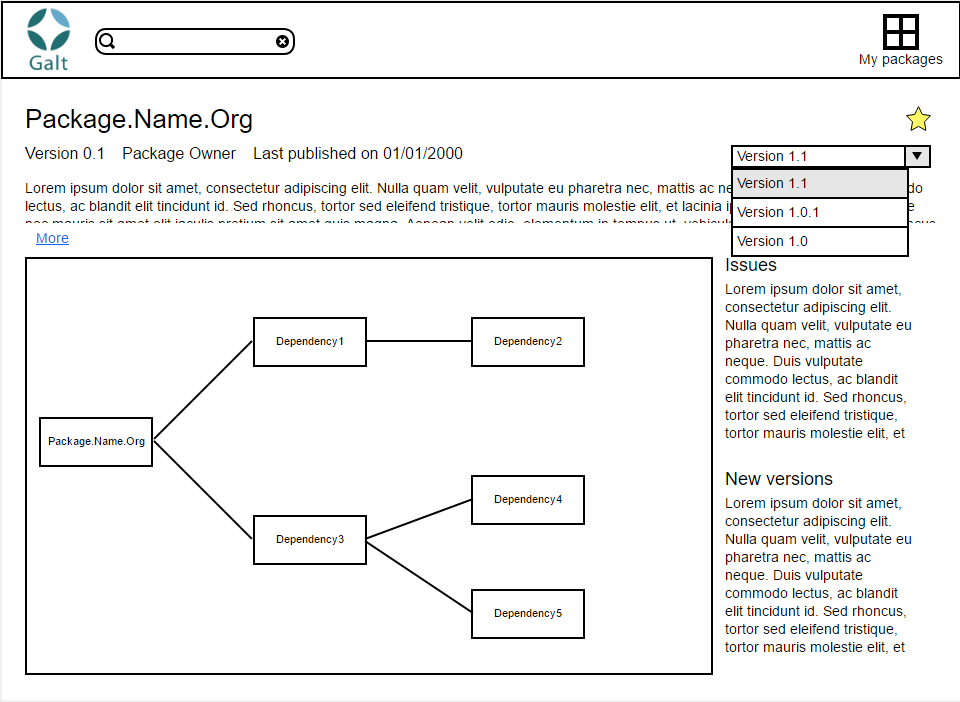 Galt
My packages
Package.Name.Org
Version 0.1 Package Owner Last published on 01/01/2000
Version 1.1
Version 1.1
Version 1.0.1
Version 1.0
Lorem ipsum dolor sit amet, consectetur adipiscing elit. Nulla quam velit, vulputate eu pharetra nec, mattis ac
lectus, ac blandit elit tincidunt id. Sed rhoncus, tortor sed eleifend tristique, tortor mauris molestie elit, et lacinia
More
Package.Name.Org
Dependency1
Dependency2
Dependency3
Dependency4
Dependency5
Issues
Lorem ipsum dolor sit amet,
consectetur adipiscing elit.
Nulla quam velit, vulputate eu
pharetra nec, mattis ac
neque. Duis vulputate
commodo lectus, ac blandit
elit tincidunt id. Sed rhoncus,
tortor sed eleifend tristique,
tortor mauris molestie elit, et
New versions
Lorem ipsum dolor sit amet,
consectetur adipiscing elit.
Nulla quam velit, vulputate eu
pharetra nec, mattis ac
neque. Duis vulputate
commodo lectus, ac blandit
elit tincidunt id. Sed rhoncus,
tortor sed eleifend tristique,
tortor mauris molestie elit, et